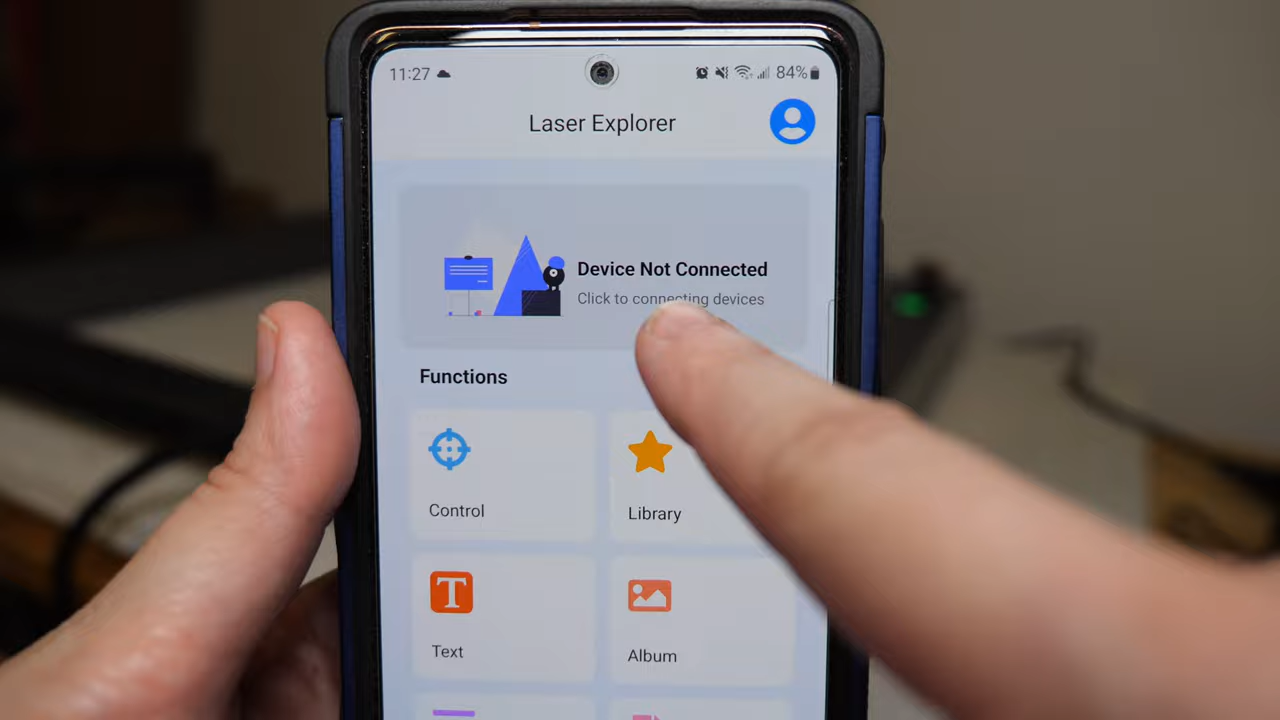 11:27 84%
Laser Explorer
Device Not Connected
Click to connecting devices
Functions
Control
Library
T
Text
Album